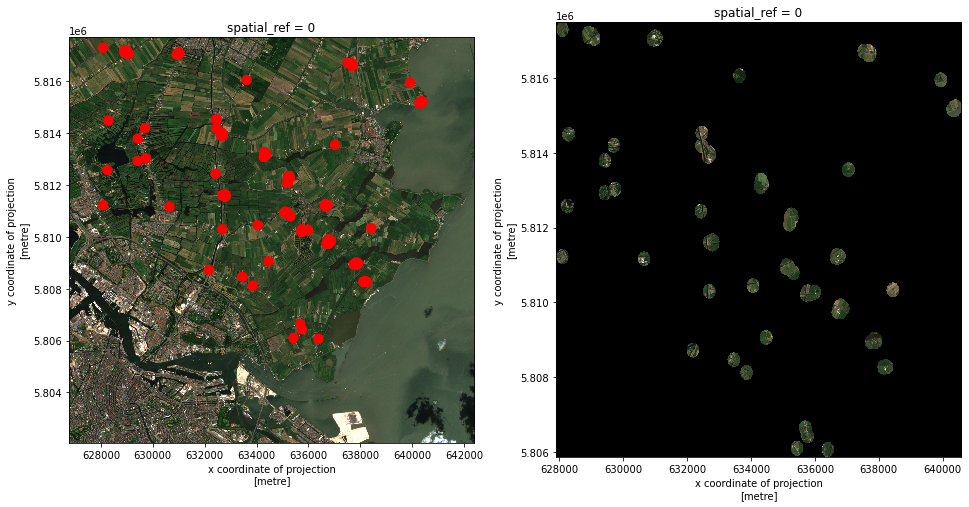 spatial_ref = 0
1e6
5.816
5.814
5.812
5.810
5.808
5.806
5.804
y coordinate of projection
[metre]
628000 630000 632000 634000 636000 638000 640000 642000
x coordinate of projection
[metre]
spatial_ref = 0
1e6
5.816
5.814
5.812
5.810
5.808
5.806
y coordinate of projection
[metre]
628000 630000 632000 634000 636000 638000 640000
x coordinate of projection
[metre]